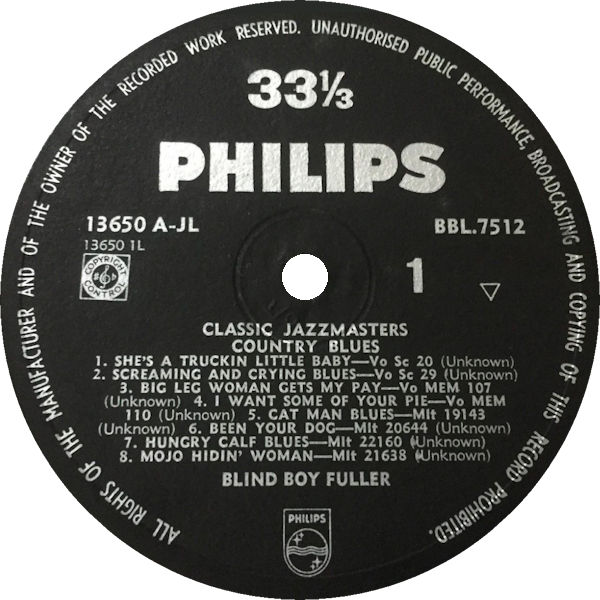 ALL RIGHTS OF THE MANUFACTURER AND OF THE OWNER OF THE RECORDED WORK RESERVED. UNAUTHORISED PUBLIC PERFORMANCE, BROADCASTING AND COPYING OF THIS RECORD PROHIBITED.
33⅓
PHILIPS
13650 A-JL
BBL.7512
13650 1L
COPYRIGHT
CONTROL
1
CLASSIC JAZZMASTERS
COUNTRY BLUES
1. SHE'S A TRUCKIN LITTLE BABY—Vo Sc 20 (Unknown)
2. SCREAMING AND CRYING BLUES—Vo Sc 29 (Unknown)
3. BIG LEG WOMAN GETS MY PAY—Vo MEM 107
(Unknown) 4. I WANT SOME OF YOUR PIE—Vo MEM
110 (Unknown) 5. CAT MAN BLUES—Mlt 19143
(Unknown) 6. BEEN YOUR DOG—Mlt 20644 (Unknown)
7. HUNGRY CALF BLUES—Mlt 22160 (Unknown)
8. MOJO HIDIN' WOMAN—Mlt 21638 (Unknown)
BLIND BOY FULLER
PHILIPS